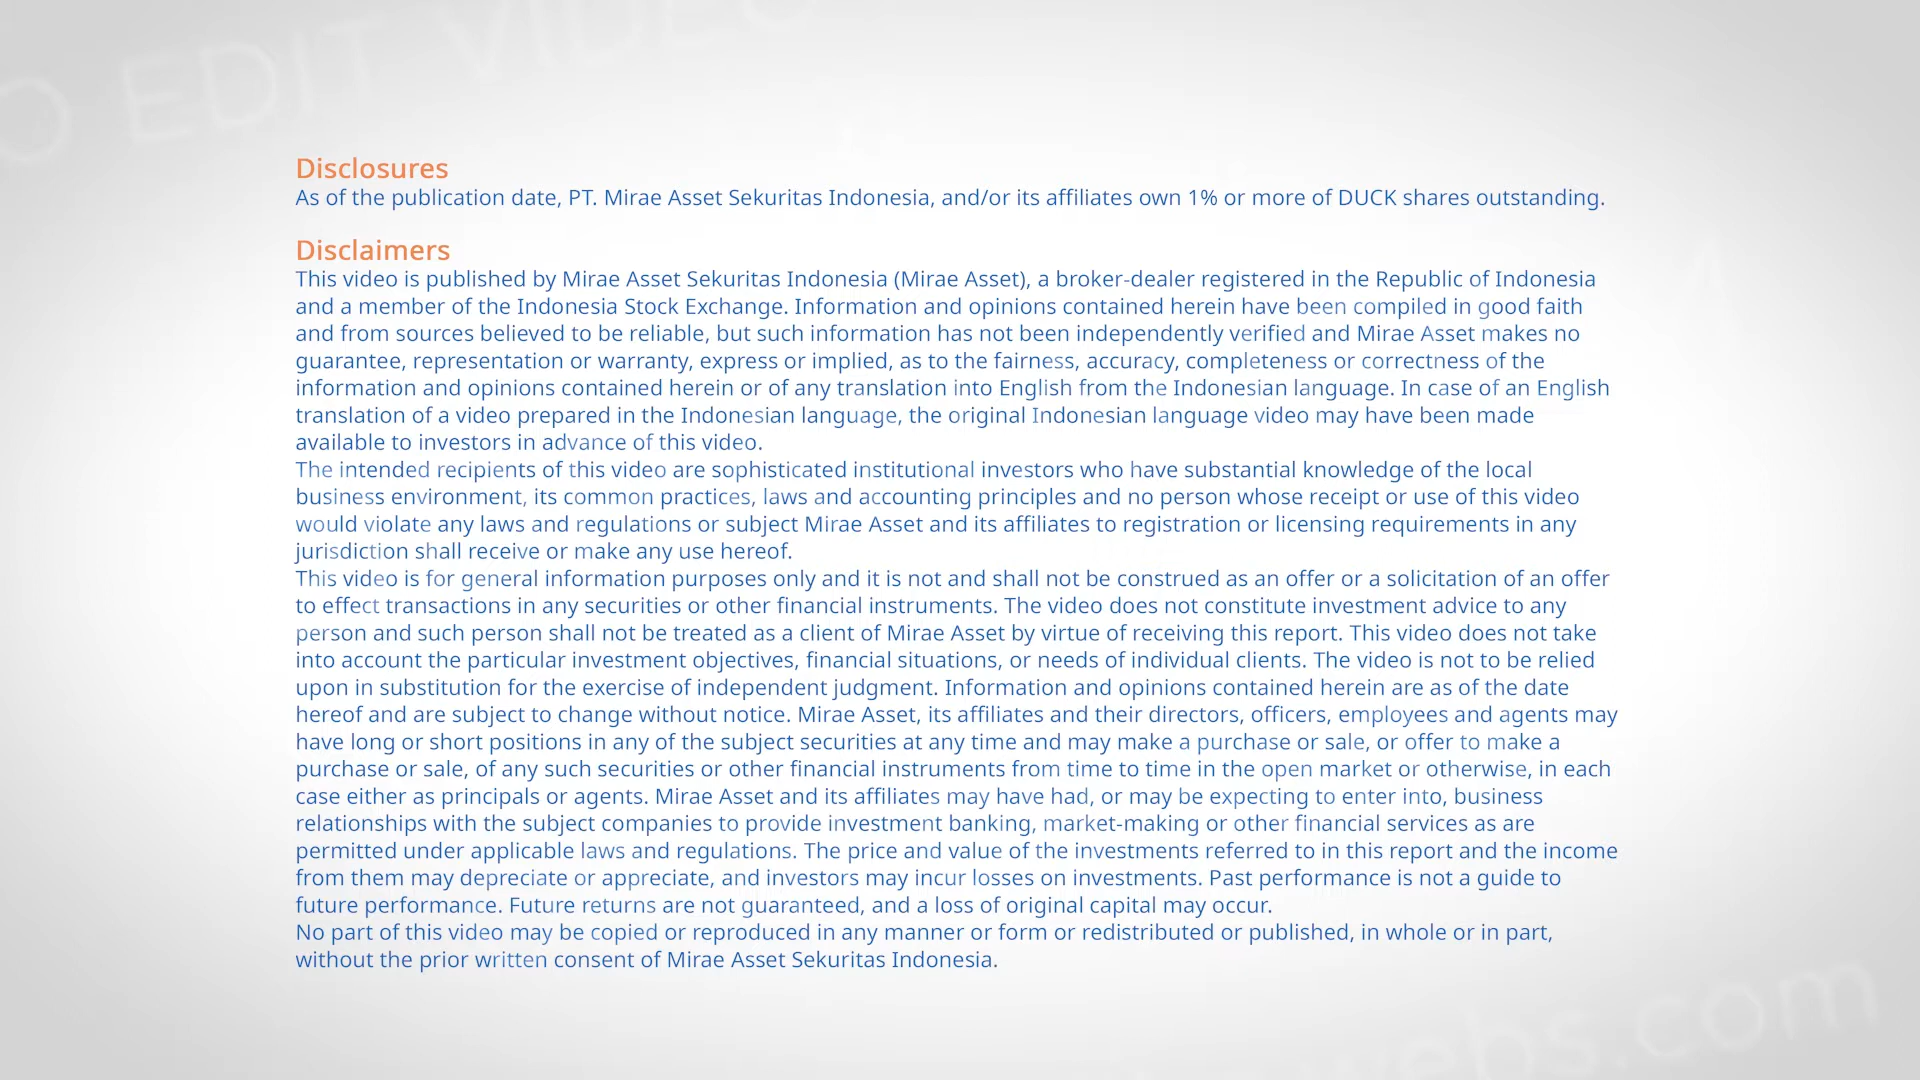 O EDIT VIDEO
Disclosures
As of the publication date, PT. Mirae Asset Sekuritas Indonesia, and/or its affiliates own 1% or more of DUCK shares outstanding.
Disclaimers
This video is published by Mirae Asset Sekuritas Indonesia (Mirae Asset), a broker-dealer registered in the Republic of Indonesia
and a member of the Indonesia Stock Exchange. Information and opinions contained herein have been compiled in good faith
and from sources believed to be reliable, but such information has not been independently verified and Mirae Asset makes no
guarantee, representation or warranty, express or implied, as to the fairness, accuracy, completeness or correctness of the
information and opinions contained herein or of any translation into English from the Indonesian language. In case of an English
translation of a video prepared in the Indonesian language, the original Indonesian language video may have been made
available to investors in advance of this video.
The intended recipients of this video are sophisticated institutional investors who have substantial knowledge of the local
business environment, its common practices, laws and accounting principles and no person whose receipt or use of this video
would violate any laws and regulations or subject Mirae Asset and its affiliates to registration or licensing requirements in any
jurisdiction shall receive or make any use hereof.
This video is for general information purposes only and it is not and shall not be construed as an offer or a solicitation of an offer
to effect transactions in any securities or other financial instruments. The video does not constitute investment advice to any
person and such person shall not be treated as a client of Mirae Asset by virtue of receiving this report. This video does not take
into account the particular investment objectives, financial situations, or needs of individual clients. The video is not to be relied
upon in substitution for the exercise of independent judgment. Information and opinions contained herein are as of the date
hereof and are subject to change without notice. Mirae Asset, its affiliates and their directors, officers, employees and agents may
have long or short positions in any of the subject securities at any time and may make a purchase or sale, or offer to make a
purchase or sale, of any such securities or other financial instruments from time to time in the open market or otherwise, in each
case either as principals or agents. Mirae Asset and its affiliates may have had, or may be expecting to enter into, business
relationships with the subject companies to provide investment banking, market-making or other financial services as are
permitted under applicable laws and regulations. The price and value of the investments referred to in this report and the income
from them may depreciate or appreciate, and investors may incur losses on investments. Past performance is not a guide to
future performance. Future returns are not guaranteed, and a loss of original capital may occur.
No part of this video may be copied or reproduced in any manner or form or redistributed or published, in whole or in part,
without the prior written consent of Mirae Asset Sekuritas Indonesia.
webs.com